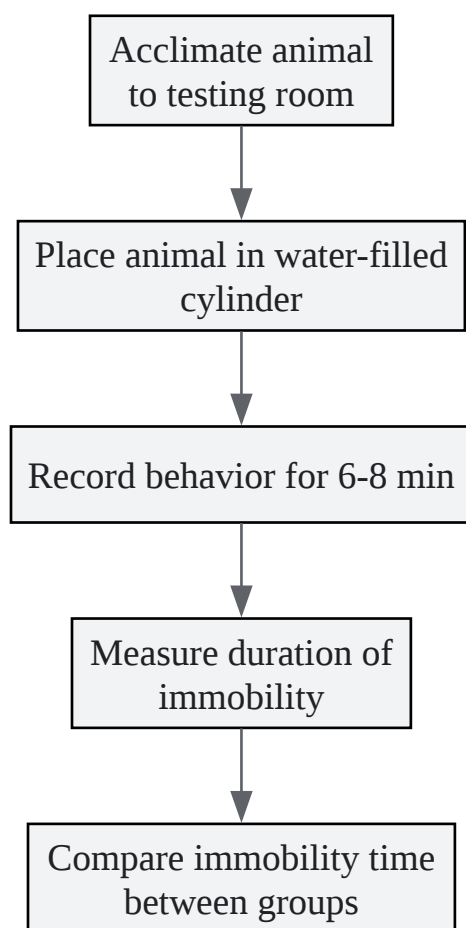 Acclimate animal
to testing room
Place animal in water-filled
cylinder
Record behavior for 6-8 min
Measure duration of
immobility
Compare immobility time
between groups